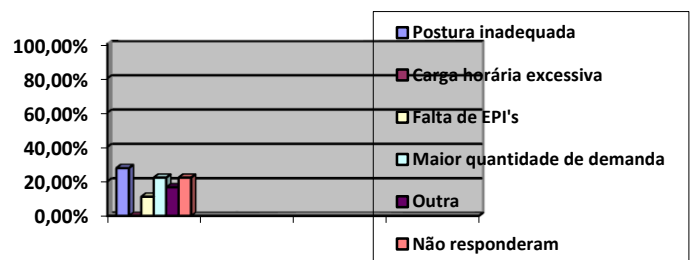 100,00%
80,00%
60,00%
40,00%
20,00%
0,00%
Postura inadequada
Carga horária excessiva
Falta de EPI's
Maior quantidade de demanda
Outra
Não responderam